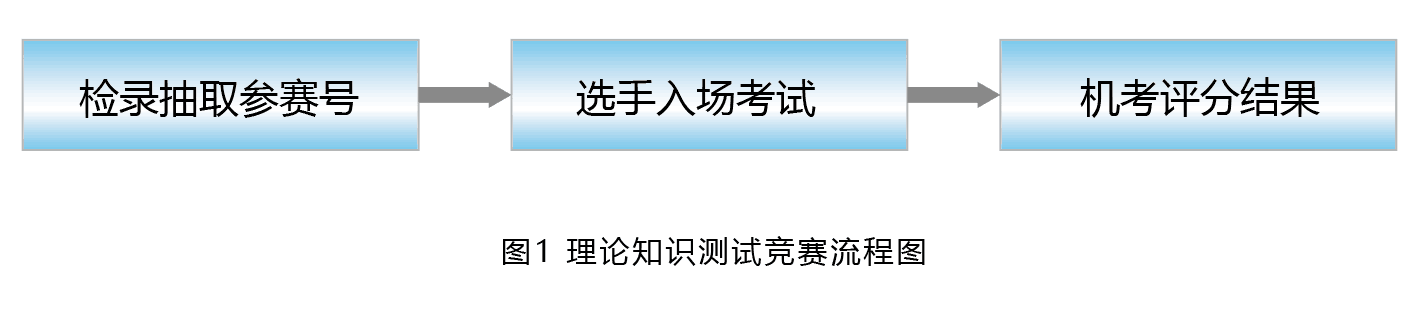 检录抽取参赛号
选手入场考试
机考评分结果
图1 理论知识测试竞赛流程图